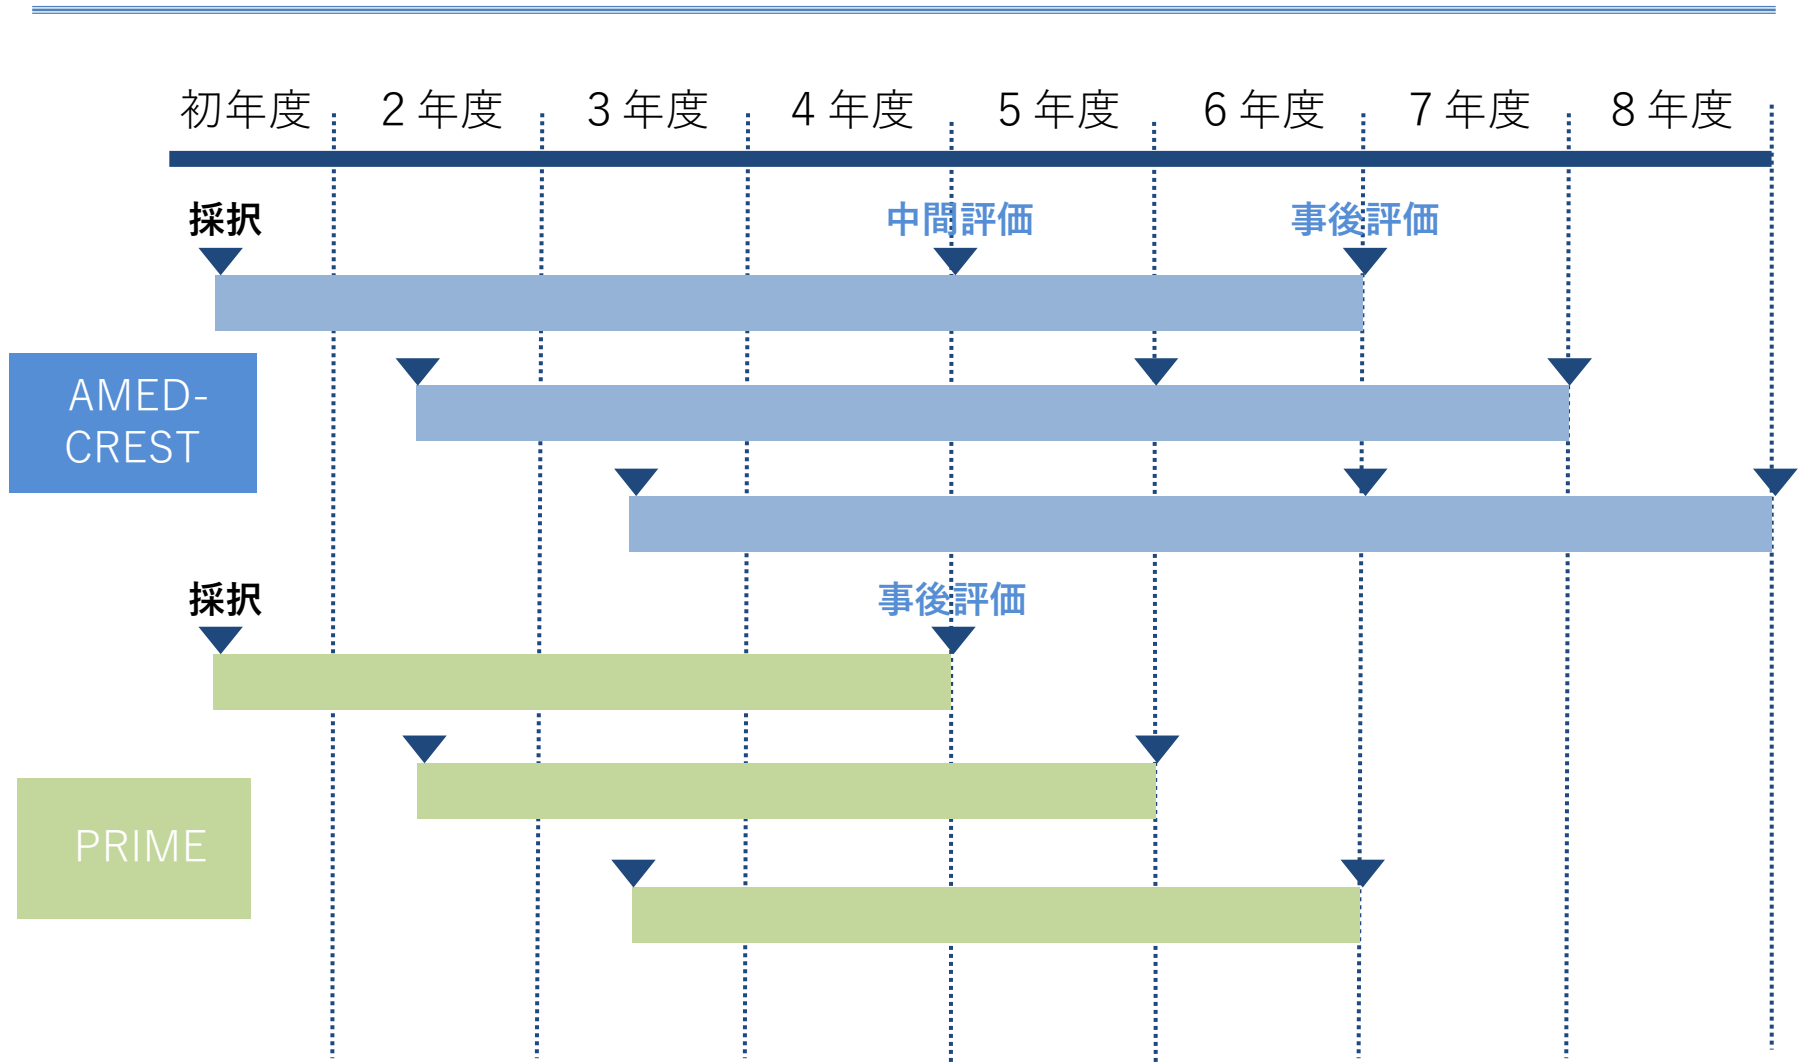 初年度 2年度 3年度 4年度 5年度 6年度 7年度 8年度
採択 中間評価 事後評価
AMED-
CREST
採択 事後評価
PRIME